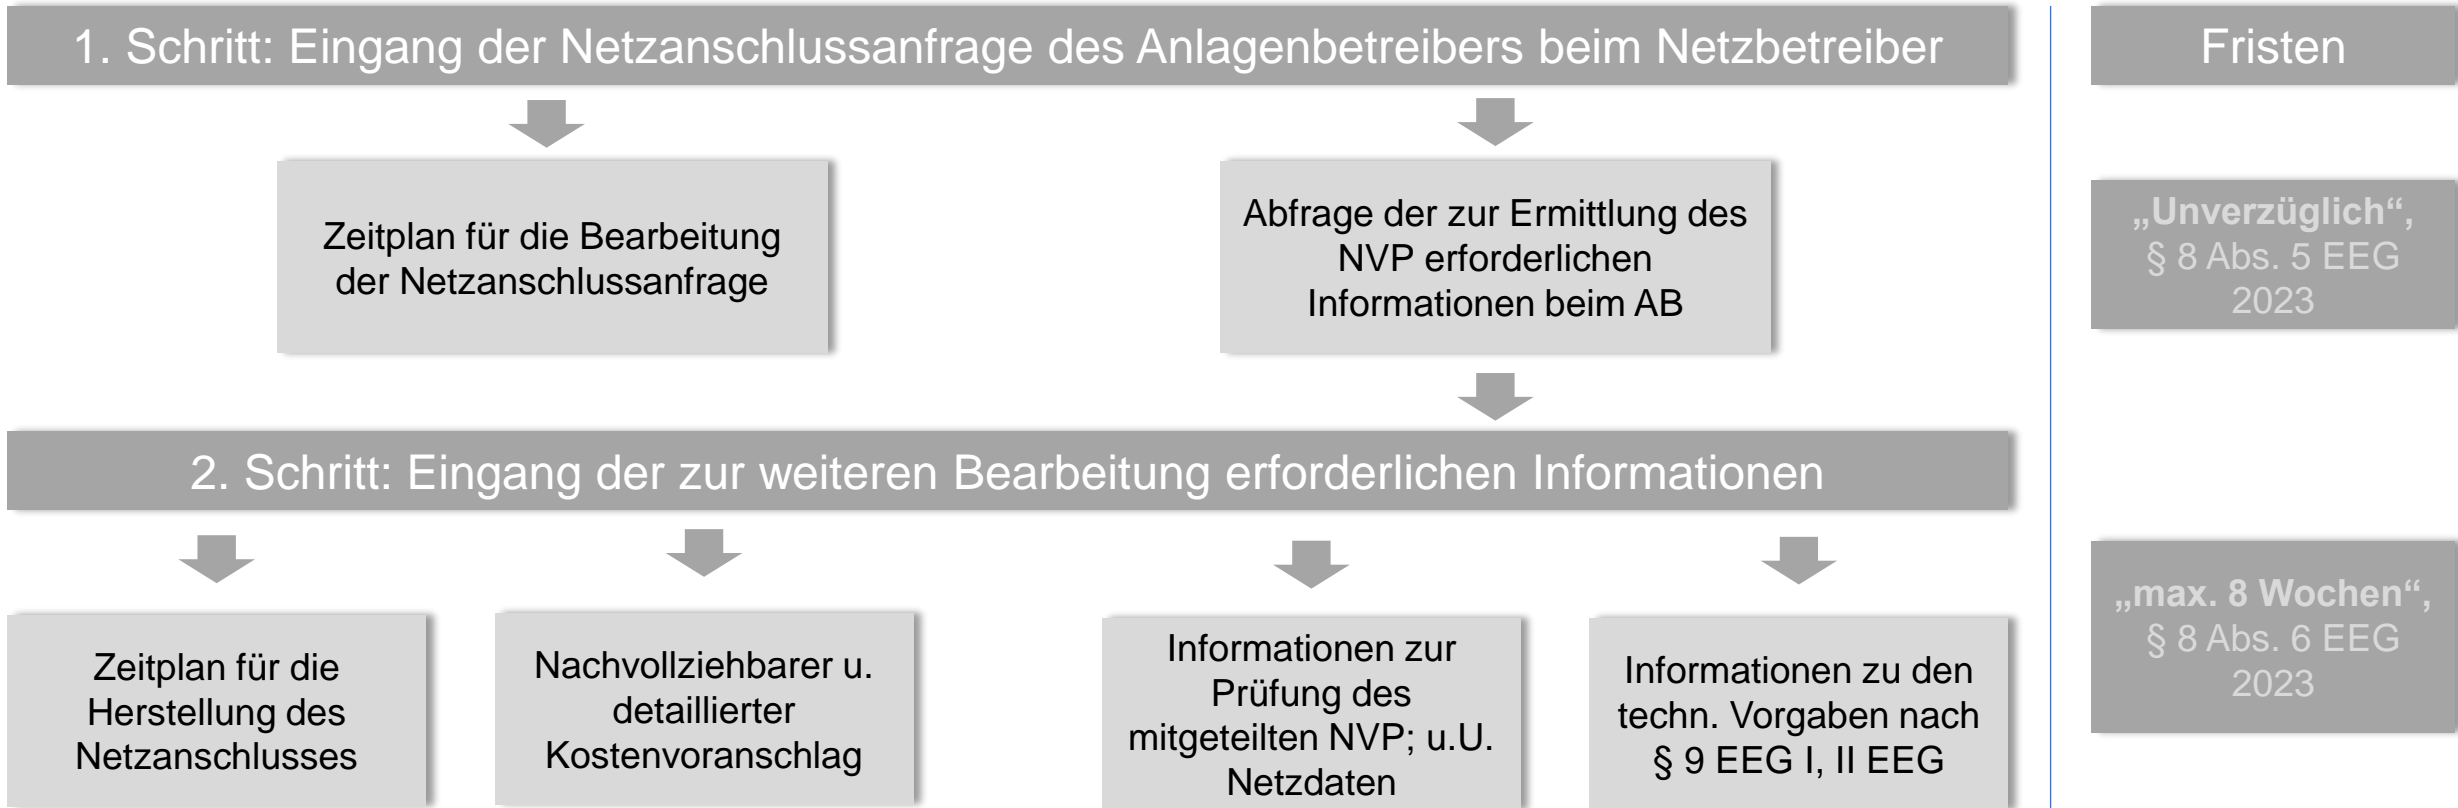 1. Schritt: Eingang der Netzanschlussanfrage des Anlagenbetreibers beim Netzbetreiber
Fristen
Zeitplan für die Bearbeitung
der Netzanschlussanfrage
Abfrage der zur Ermittlung des
NVP erforderlichen
Informationen beim AB
„Unverzüglich“,
§ 8 Abs. 5 EEG
2023
2. Schritt: Eingang der zur weiteren Bearbeitung erforderlichen Informationen
Zeitplan für die
Herstellung des
Netzanschlusses
Nachvollziehbarer u.
detaillierter
Kostenvoranschlag
Informationen zur
Prüfung des
mitgeteilten NVP; u.U.
Netzdaten
Informationen zu den
techn. Vorgaben nach
§ 9 EEG I, II EEG
„max. 8 Wochen“,
§ 8 Abs. 6 EEG
2023